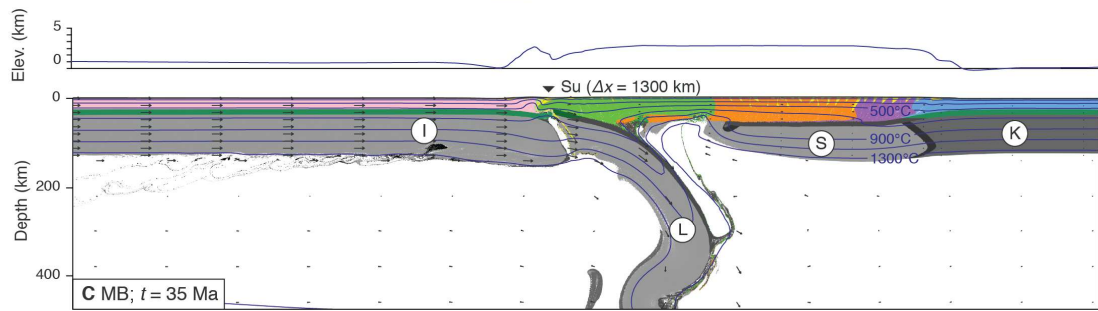 Elev. (km)
5
0
Su (Δx = 1300 km)
Depth (km)
0
200
400
500°C
900°C
1300°C
I
S
K
L
C MB; t = 35 Ma